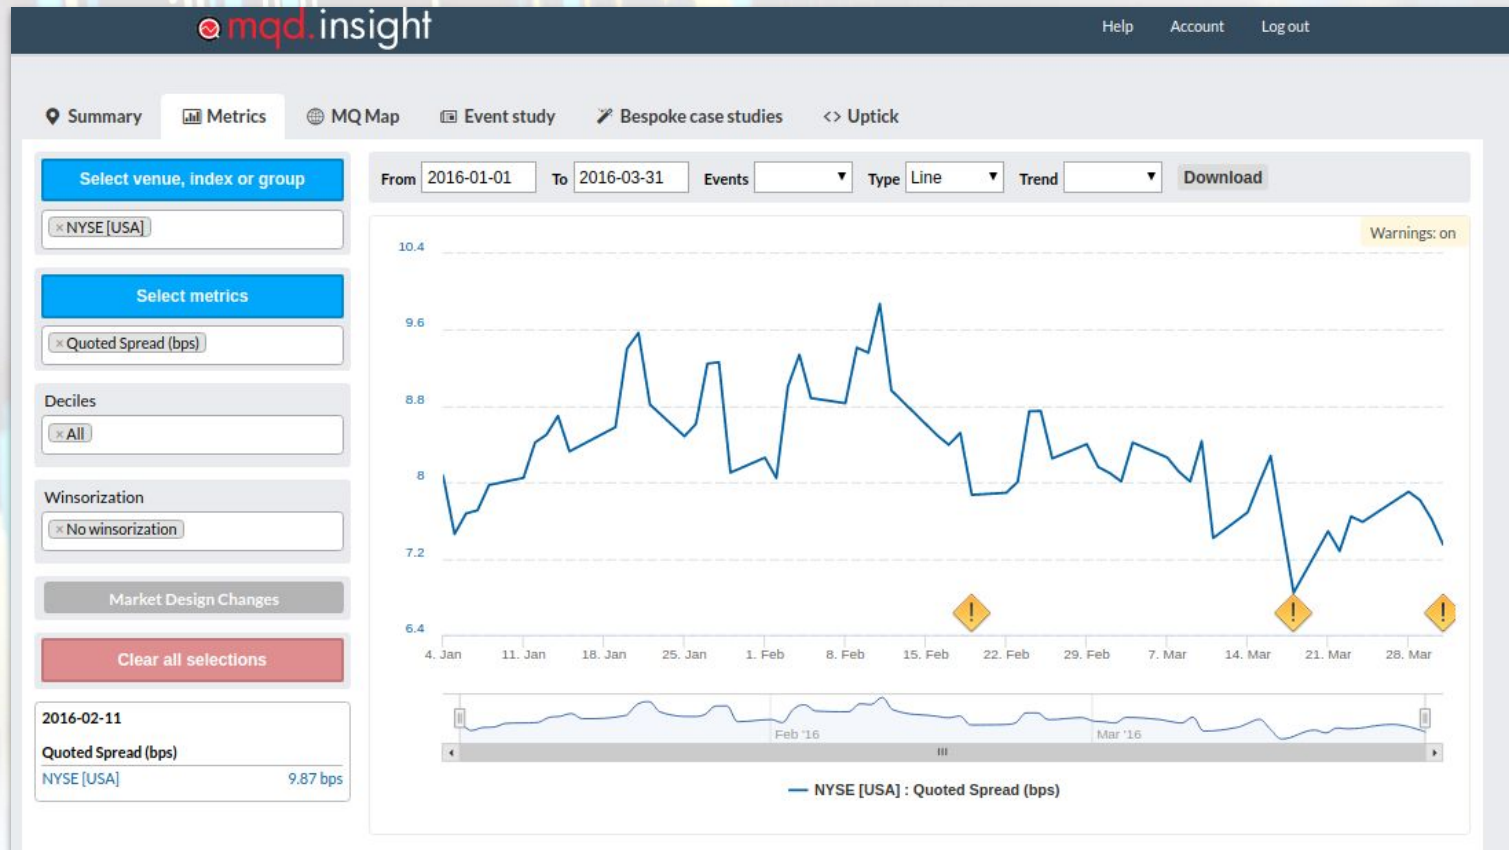 mqd.insight
Help Account Log out
Summary Metrics MQ Map Event study Bespoke case studies <> Uptick
Select venue, index or group
× NYSE [USA]
Select metrics
× Quoted Spread (bps)
Deciles
× All
Winsorization
× No winsorization
Market Design Changes
Clear all selections
2016-02-11
Quoted Spread (bps)
NYSE [USA] 9.87 bps
From 2016-01-01 To 2016-03-31 Events Type Line Trend Download
Warnings: on
10.4
9.6
8.8
8
7.2
6.4
! ! !
4. Jan 11. Jan 18. Jan 25. Jan 1. Feb 8. Feb 15. Feb 22. Feb 29. Feb 7. Mar 14. Mar 21. Mar 28. Mar
Feb '16 Mar '16
NYSE [USA] : Quoted Spread (bps)